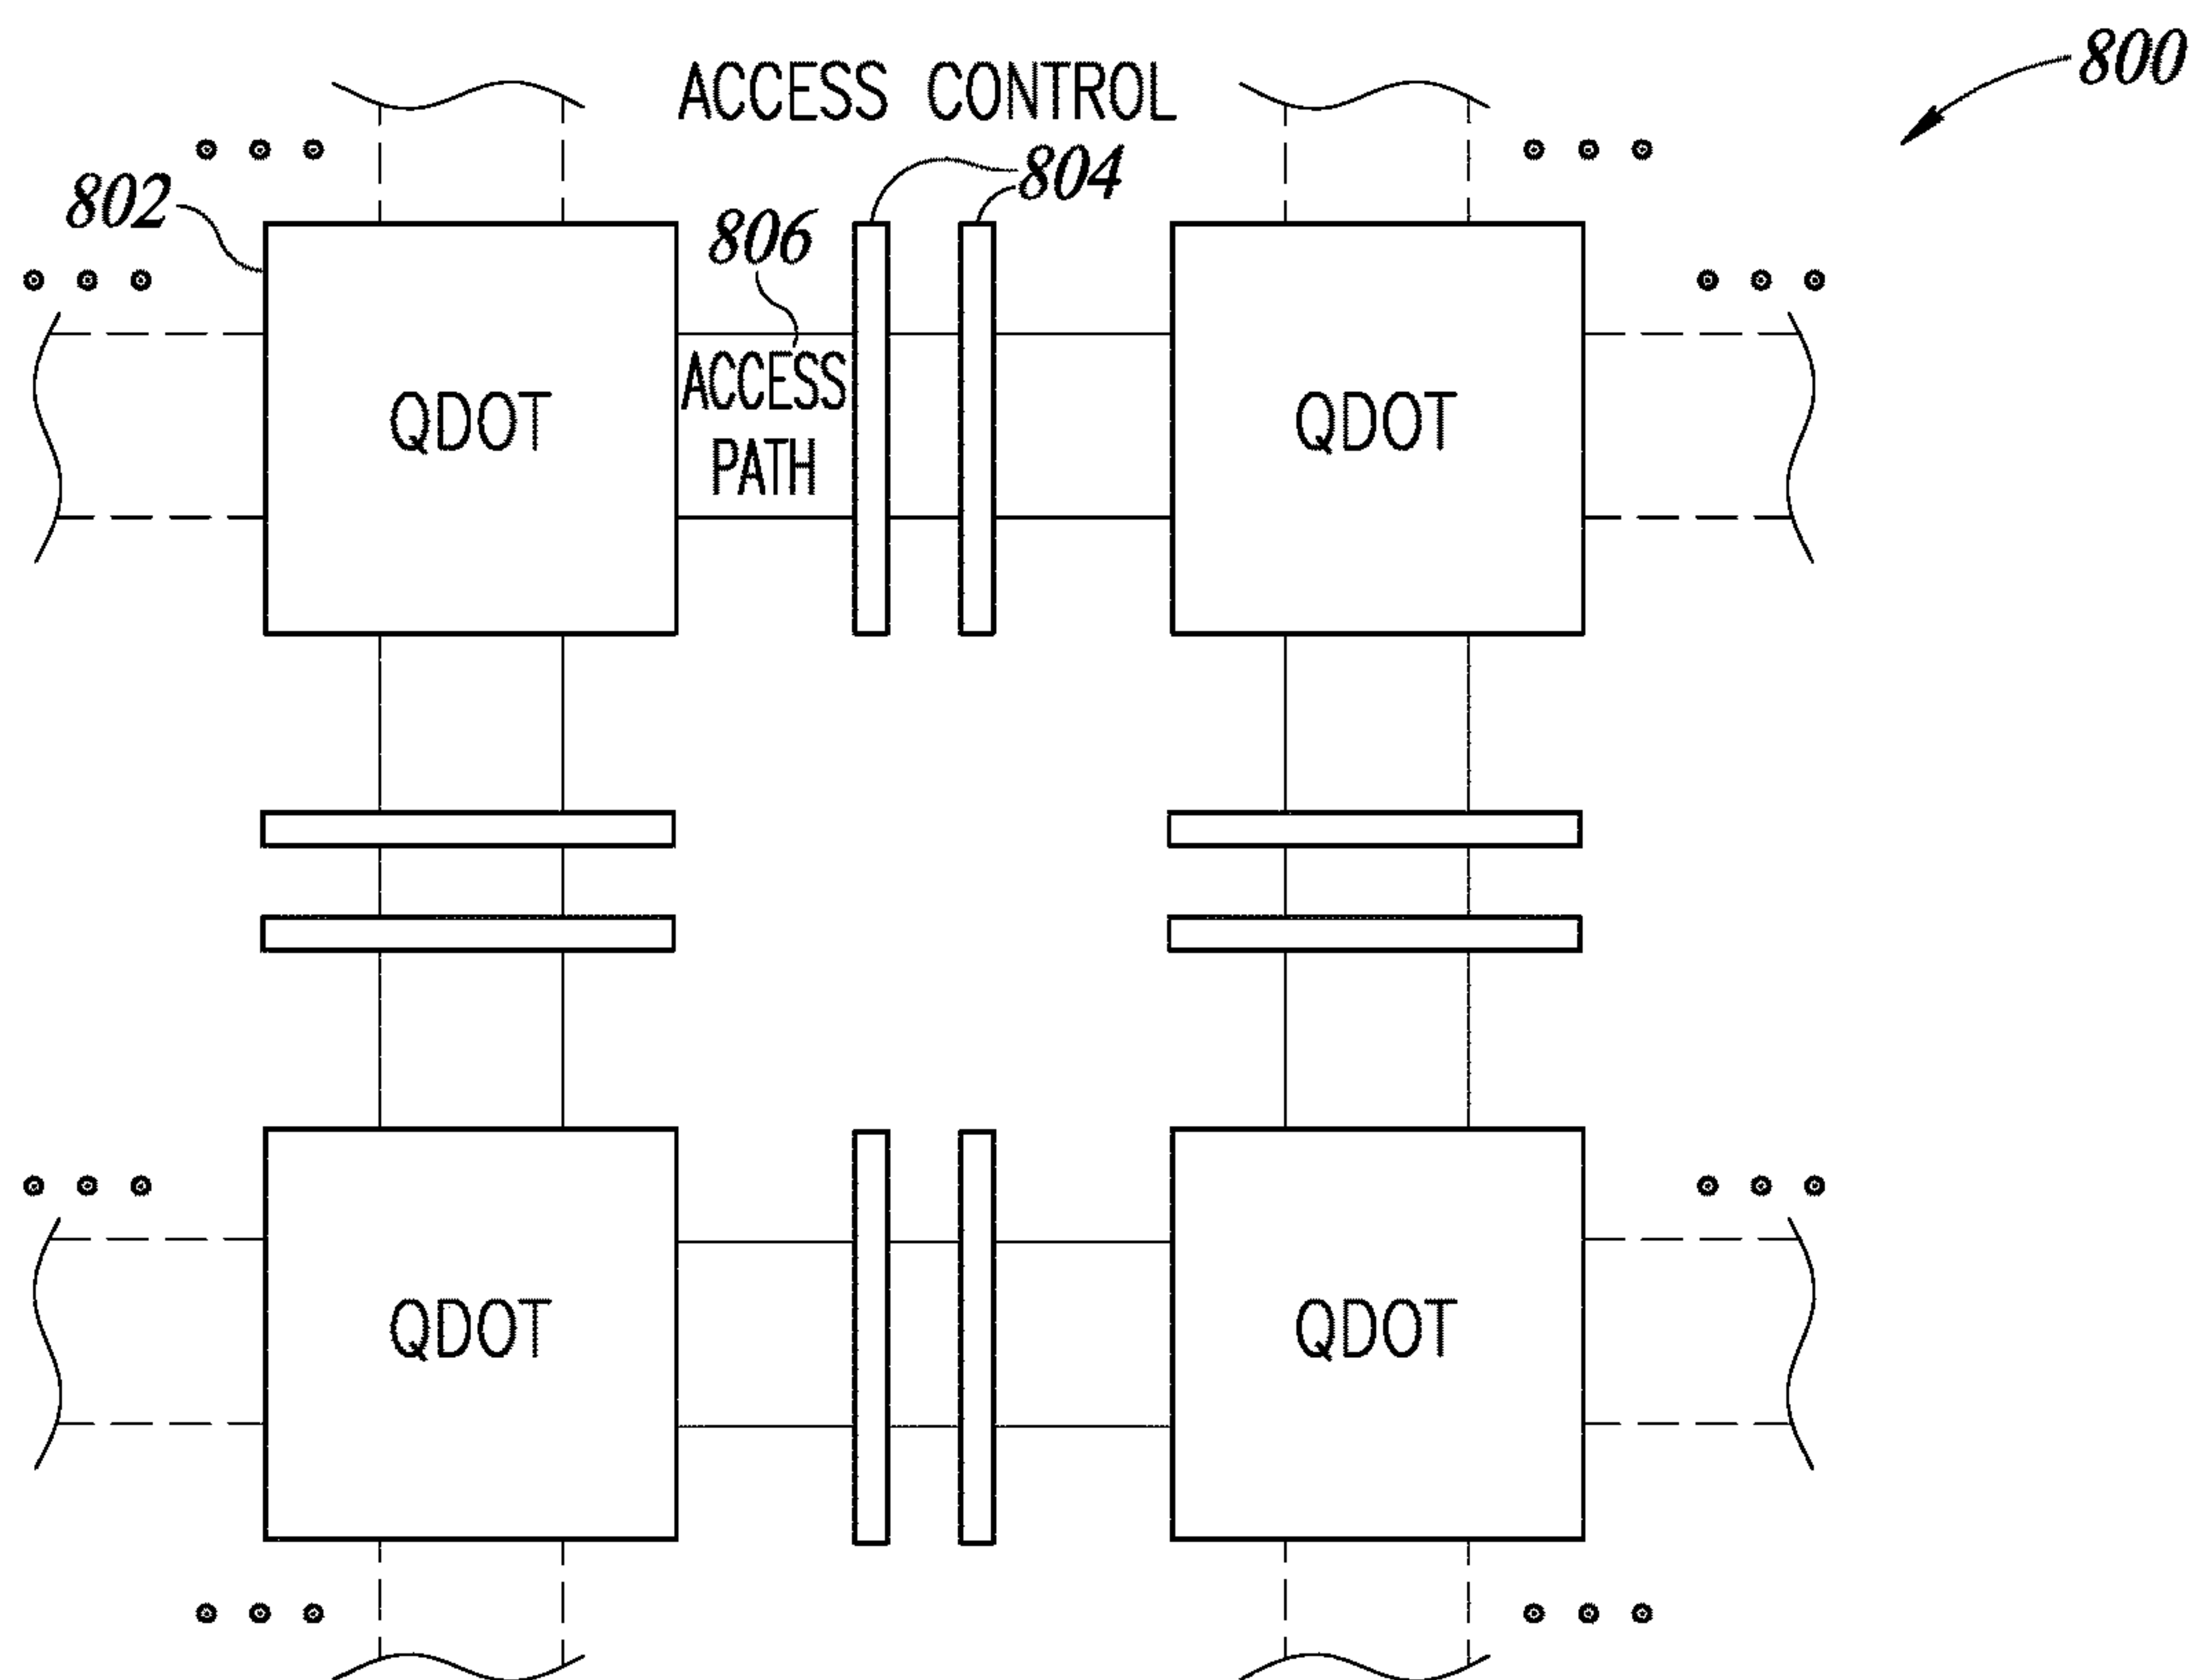 800
ACCESS CONTROL
804
802
806
ACCESS
PATH
QDOT
QDOT
QDOT
QDOT